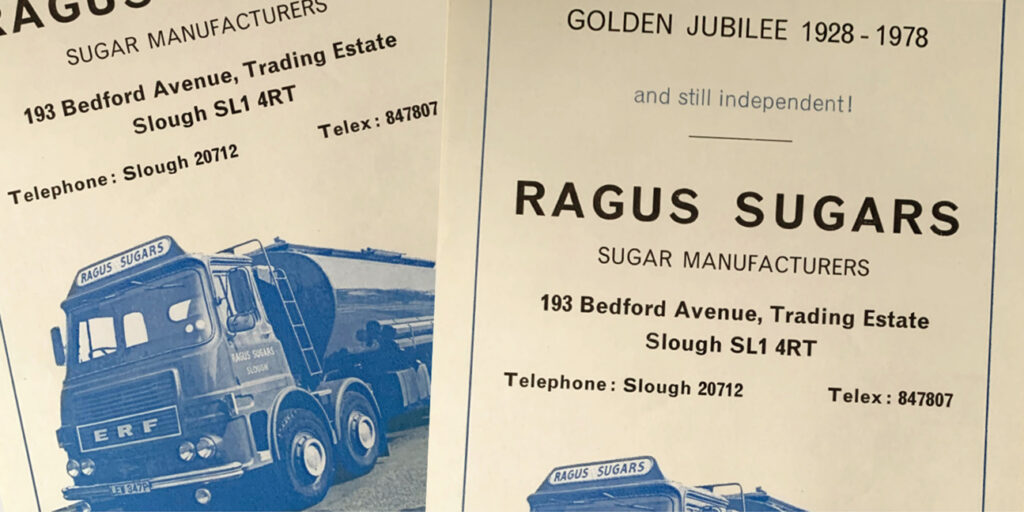 RAGUS
SUGAR MANUFACTURERS
193 Bedford Avenue, Trading Estate
Slough SL1 4RT
Telephone: Slough 20712
Telex: 847807
RAGUS SUGARS
RAGUS SUGARS
SLOUGH
ERF
GOLDEN JUBILEE 1928 - 1978
and still independent!
RAGUS SUGARS
SUGAR MANUFACTURERS
193 Bedford Avenue, Trading Estate
Slough SL1 4RT
Telephone: Slough 20712
Telex: 847807
RAGUS SUGARS